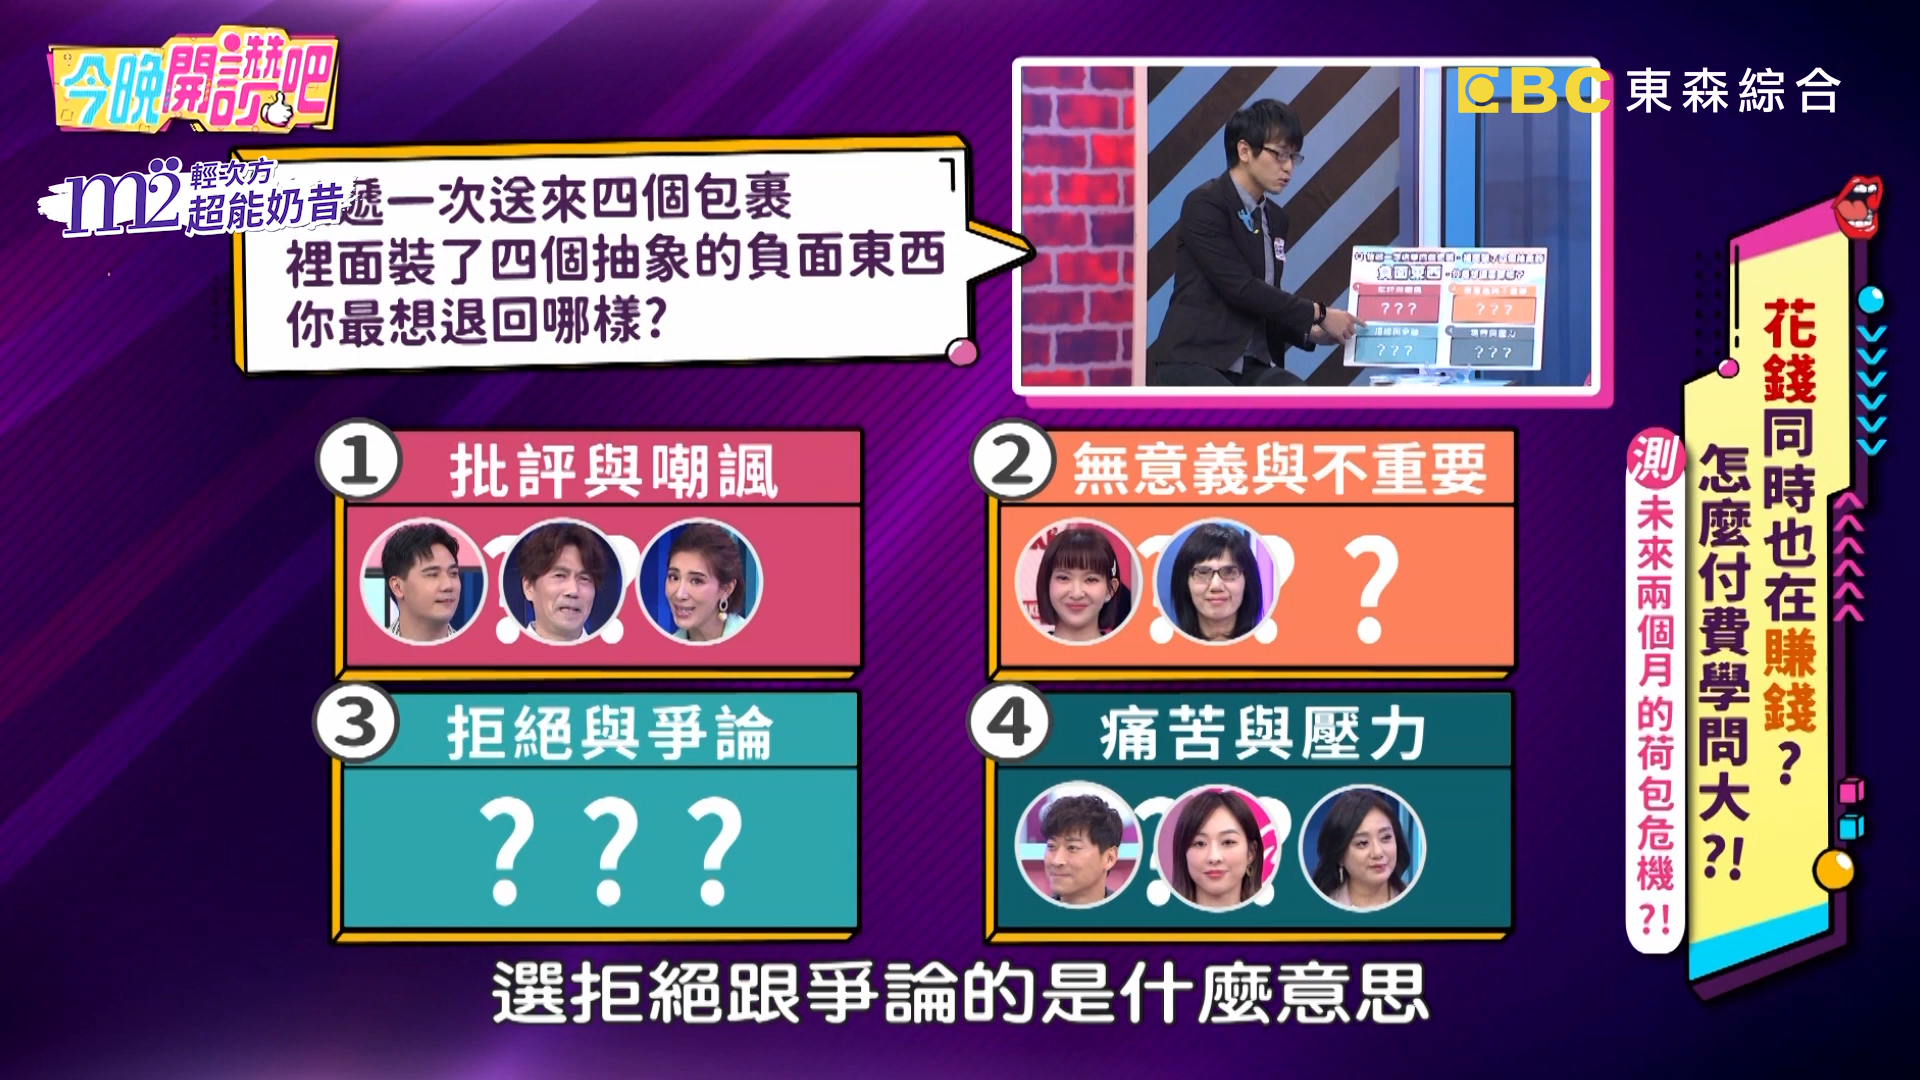 今晚開讚吧
EBC 東森綜合
m2 輕次方
超能奶昔
遞一次送來四個包裹
裡面裝了四個抽象的負面東西
你最想退回哪樣?
???
???
???
???
1 批評與嘲諷
2 無意義與不重要
?
3 拒絕與爭論
? ? ?
4 痛苦與壓力
花錢同時也在賺錢?
怎麼付費學問大?!
測 未來兩個月的荷包危機?!
選拒絕跟爭論的是什麼意思